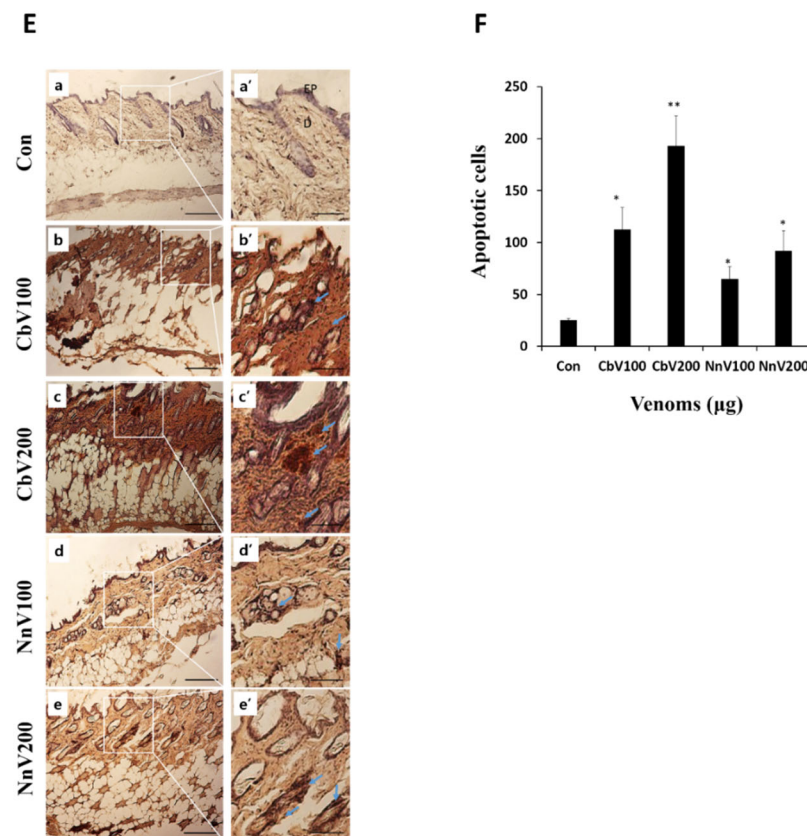 E
F
Con
a
a′
EP
D
CbV100
b
b′
CbV200
c
c′
NnV100
d
d′
NnV200
e
e′
Apoptotic cells
250
200
150
100
50
0
*
**
*
*
Con CbV100 CbV200 NnV100 NnV200
Venoms (μg)